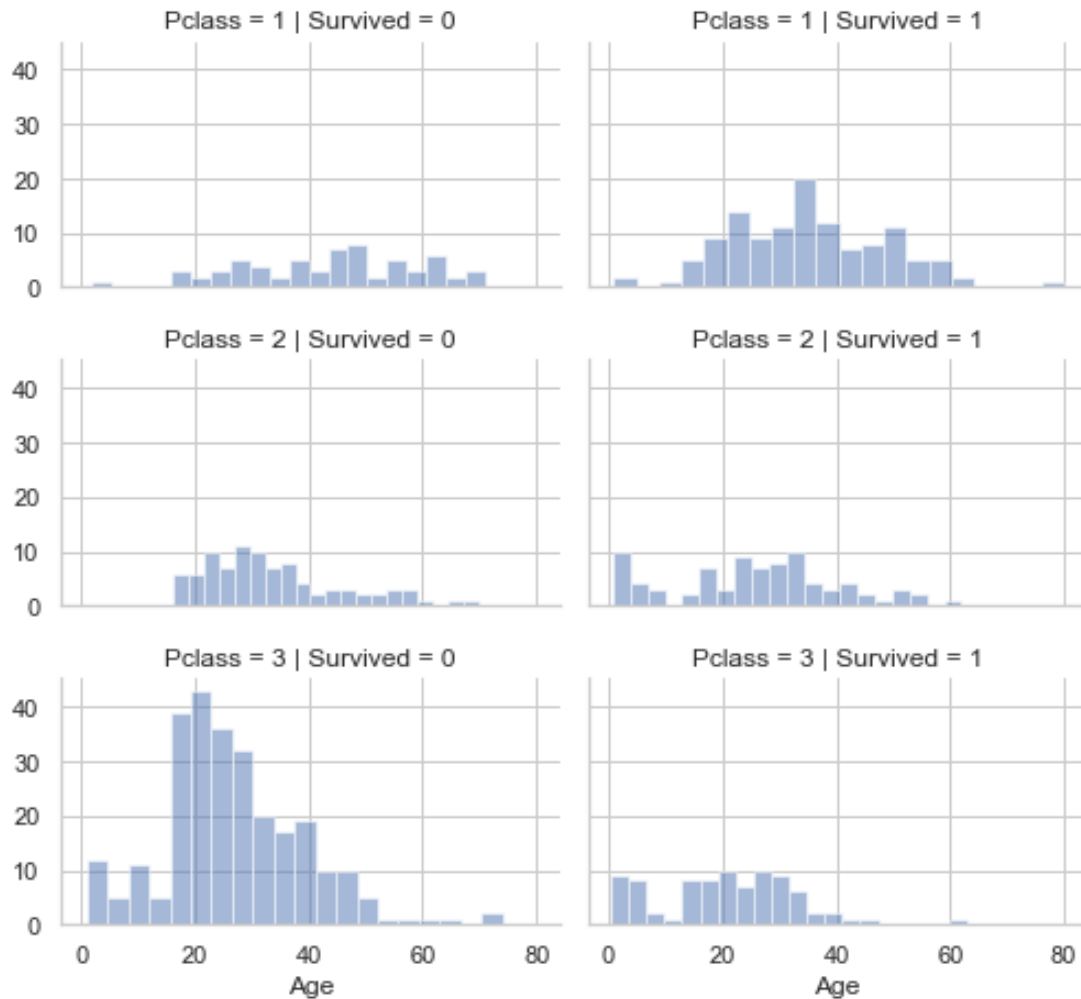 Pclass = 1 | Survived = 0
Pclass = 1 | Survived = 1
40
30
20
10
0
Pclass = 2 | Survived = 0
Pclass = 2 | Survived = 1
40
30
20
10
0
Pclass = 3 | Survived = 0
Pclass = 3 | Survived = 1
40
30
20
10
0
0 20 40 60 80
0 20 40 60 80
Age
Age